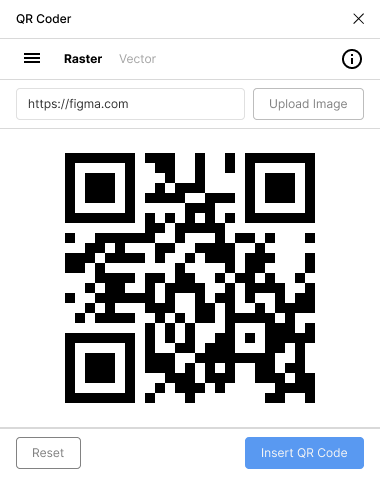 QR Coder
Raster Vector
https://figma.com Upload Image
Reset Insert QR Code